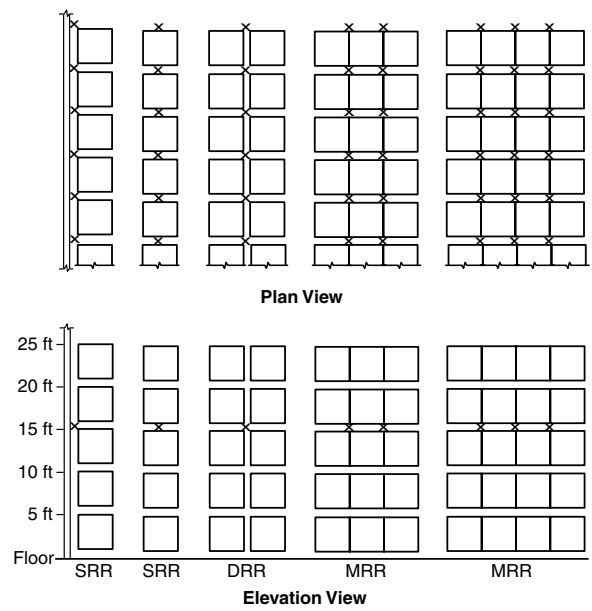 Plan View
25 ft
20 ft
15 ft
10 ft
5 ft
Floor
SRR SRR DRR MRR MRR
Elevation View